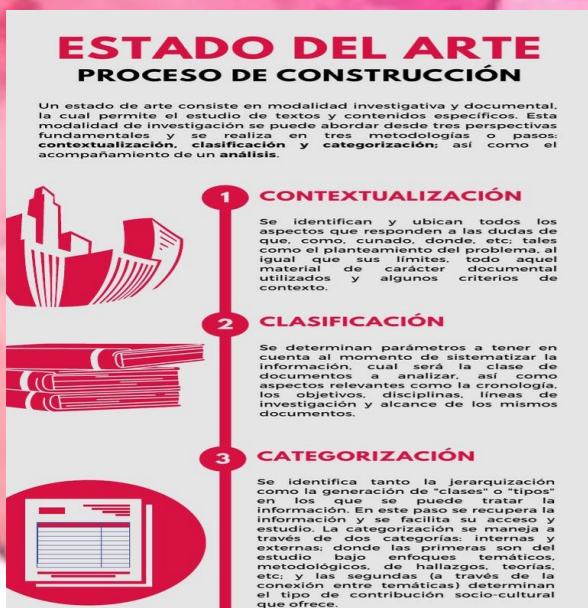 ESTADO DEL ARTE
PROCESO DE CONSTRUCCIÓN
Un estado de arte consiste en modalidad investigativa y documental,
la cual permite el estudio de textos y contenidos específicos. Esta
modalidad de investigación se puede abordar desde tres perspectivas
fundamentales y se realiza en tres metodologías o pasos:
contextualización, clasificación y categorización; así como el
acompañamiento de un análisis.
1 CONTEXTUALIZACIÓN
Se identifican y ubican todos los
aspectos que responden a las dudas de
que, como, cunado, donde, etc; tales
como el planteamiento del problema, al
igual que sus límites, todo aquel
material de carácter documental
utilizados y algunos criterios de
contexto.
2 CLASIFICACIÓN
Se determinan parámetros a tener en
cuenta al momento de sistematizar la
información, cual será la clase de
documentos a analizar, así como
aspectos relevantes como la cronología,
los objetivos, disciplinas, líneas de
investigación y alcance de los mismos
documentos.
3 CATEGORIZACIÓN
Se identifica tanto la jerarquización
como la generación de "clases" o "tipos"
en los que se puede tratar la
información. En este paso se recupera la
información y se facilita su acceso y
estudio. La categorización se maneja a
través de dos categorías: internas y
externas; donde las primeras son del
estudio bajo enfoques temáticos,
metodológicos, de hallazgos, teorías,
etc; y las segundas (a través de la
conexión entre temáticas) determinan
el tipo de contribución socio-cultural
que ofrece.